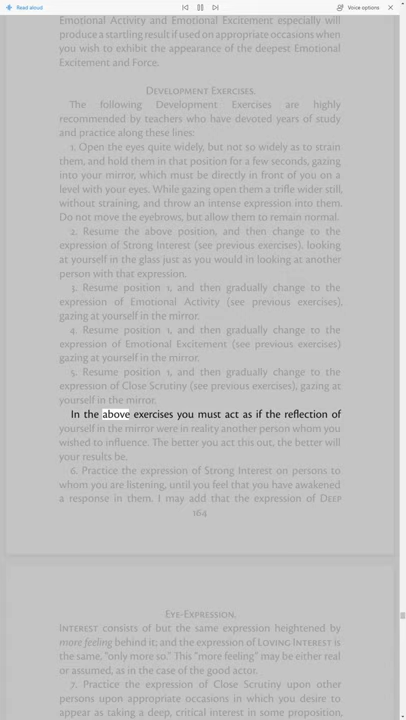 Read aloud
Voice options
Emotional Activity and Emotional Excitement especially will
produce a startling result if used on appropriate occasions when
you wish to exhibit the appearance of the deepest Emotional
Excitement and Force.
Development Exercises.
The following Development Exercises are highly
recommended by teachers who have devoted years of study
and practice along these lines:
1. Open the eyes quite widely, but not so widely as to strain
them, and hold them in that position for a few seconds, gazing
into your mirror, which must be directly in front of you on a
level with your eyes. While gazing open them a trifle wider still,
without straining, and throw an intense expression into them.
Do not move the eyebrows, but allow them to remain normal.
2. Resume the above position, and then change to the
expression of Strong Interest (see previous exercises). looking
at yourself in the glass just as you would in looking at another
person with that expression.
3. Resume position 1, and then gradually change to the
expression of Emotional Activity (see previous exercises),
gazing at yourself in the mirror.
4. Resume position 1, and then gradually change to the
expression of Emotional Excitement (see previous exercises)
gazing at yourself in the mirror.
5. Resume position 1, and then gradually change to the
expression of Close Scrutiny (see previous exercises), gazing at
yourself in the mirror.
In the above exercises you must act as if the reflection of
yourself in the mirror were in reality another person whom you
wished to influence. The better you act this out, the better will
your results be.
6. Practice the expression of Strong Interest on persons to
whom you are listening, until you feel that you have awakened
a response in them. I may add that the expression of Deep
164
Eye-Expression.
Interest consists of but the same expression heightened by
more feeling behind it; and the expression of Loving Interest is
the same, "only more so." This "more feeling" may be either real
or assumed, as in the case of the good actor.
7. Practice the expression of Close Scrutiny upon other
persons upon appropriate occasions in which you desire to
appear as taking a deep, critical interest in some proposition,